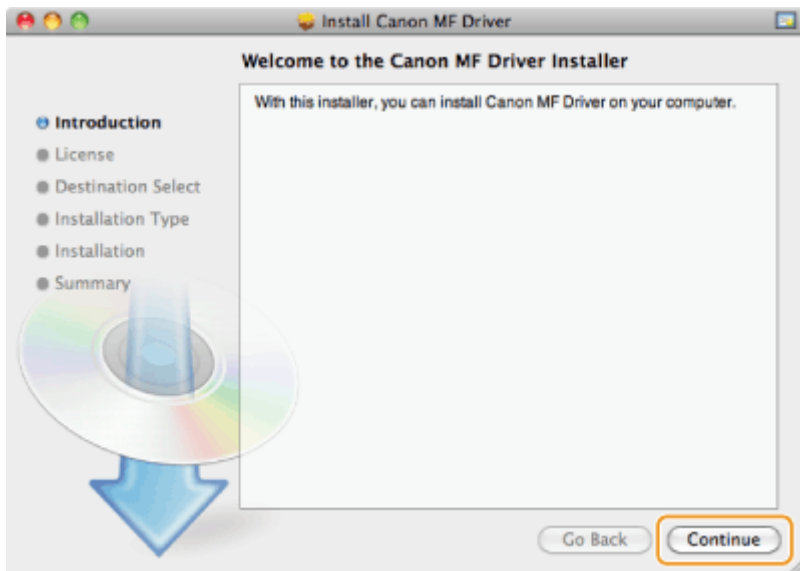 Install Canon MF Driver
Welcome to the Canon MF Driver Installer
With this installer, you can install Canon MF Driver on your computer.
Introduction
License
Destination Select
Installation Type
Installation
Summary
Go Back
Continue